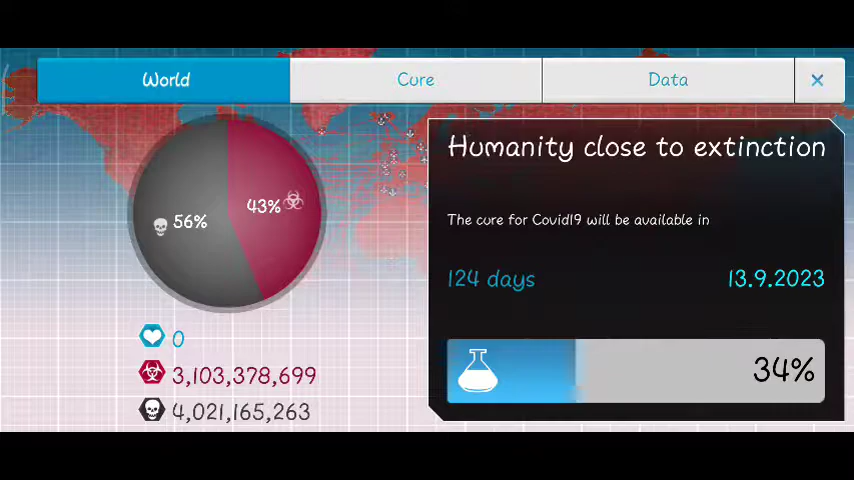 World
Cure
Data
×
56%
43%
0
3,103,378,699
4,021,165,263
Humanity close to extinction
The cure for Covid19 will be available in
124 days
13.9.2023
34%